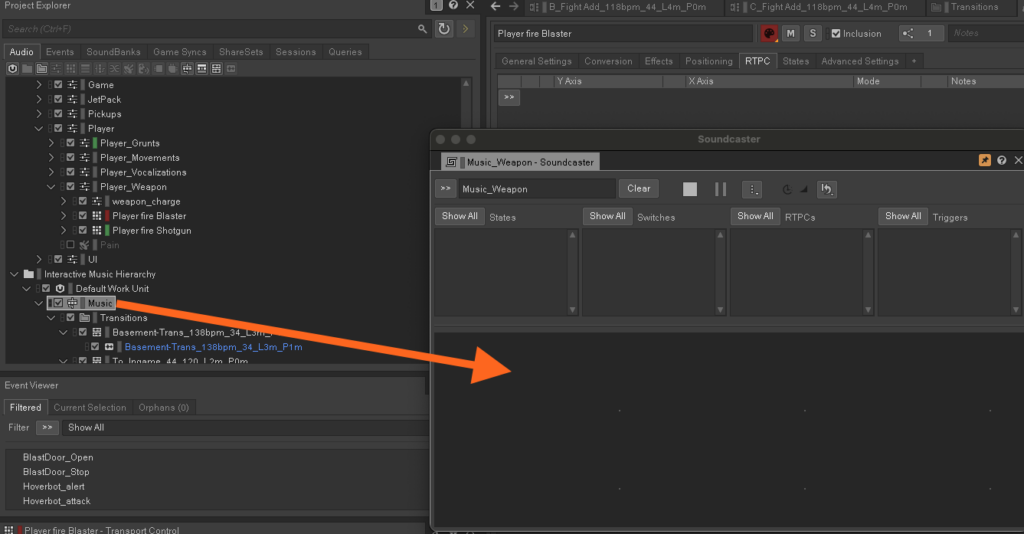 Project Explorer
1
Search (Ctrl+F)
Audio Events SoundBanks Game Syncs ShareSets Sessions Queries
Game
JetPack
Pickups
Player
Player_Grunts
Player_Movements
Player_Vocalizations
Player_Weapon
weapon_charge
Player fire Blaster
Player fire Shotgun
Pain
UI
Interactive Music Hierarchy
Default Work Unit
Music
Transitions
Basement-Trans_138bpm_34_L3m_
Basement-Trans_138bpm_34_L3m_P1m
To_Ingame_44_120_L2m_P0m
Event Viewer
Filtered Current Selection Orphans (0)
Filter >> Show All
BlastDoor_Open
BlastDoor_Stop
Hoverbot_alert
Hoverbot_attack
Player fire Blaster - Transport Control
B_Fight Add_118bpm_44_L4m_P0m C_Fight Add_118bpm_44_L4m_P0m Transitions
Player fire Blaster M S Inclusion 1 Notes
General Settings Conversion Effects Positioning RTPC States Advanced Settings +
Y Axis X Axis Mode Notes
>>
Soundcaster
Music_Weapon - Soundcaster
>> Music_Weapon Clear
Show All States Show All Switches Show All RTPCs Show All Triggers